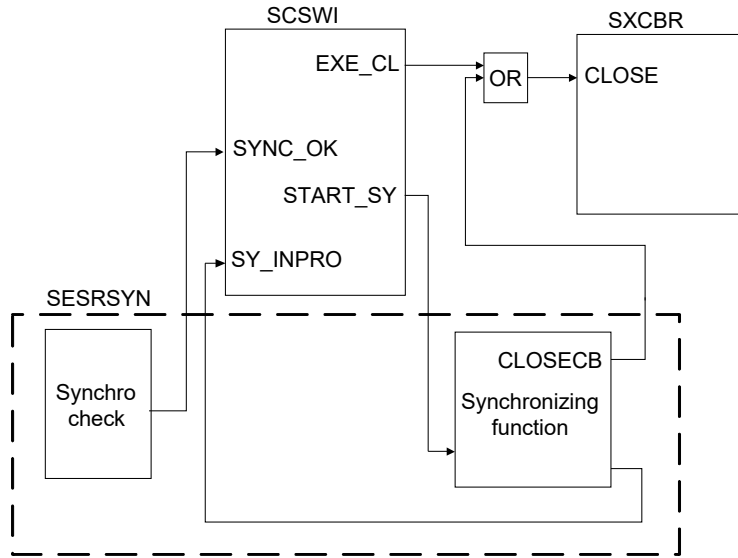 SCSWI
SXCBR
EXE_CL
OR
CLOSE
SYNC_OK
START_SY
SY_INPRO
SESRSYN
Synchro
check
CLOSECB
Synchronizing
function